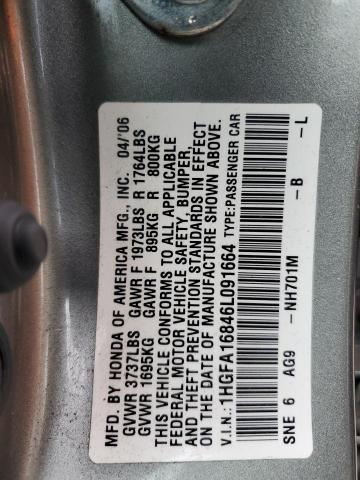 MFD. BY HONDA OF AMERICA MFG., INC. 04/06
GVWR 3737LBS GAWR F 1973LBS R 1764LBS
GVWR 1695KG GAWR F 895KG R 800KG
THIS VEHICLE CONFORMS TO ALL APPLICABLE
FEDERAL MOTOR VEHICLE SAFETY, BUMPER,
AND THEFT PREVENTION STANDARDS IN EFFECT
ON THE DATE OF MANUFACTURE SHOWN ABOVE.
V.I.N.: 1HGFA16846L091664 TYPE:PASSENGER CAR
SNE 6 AG9 -NH701M -B -L